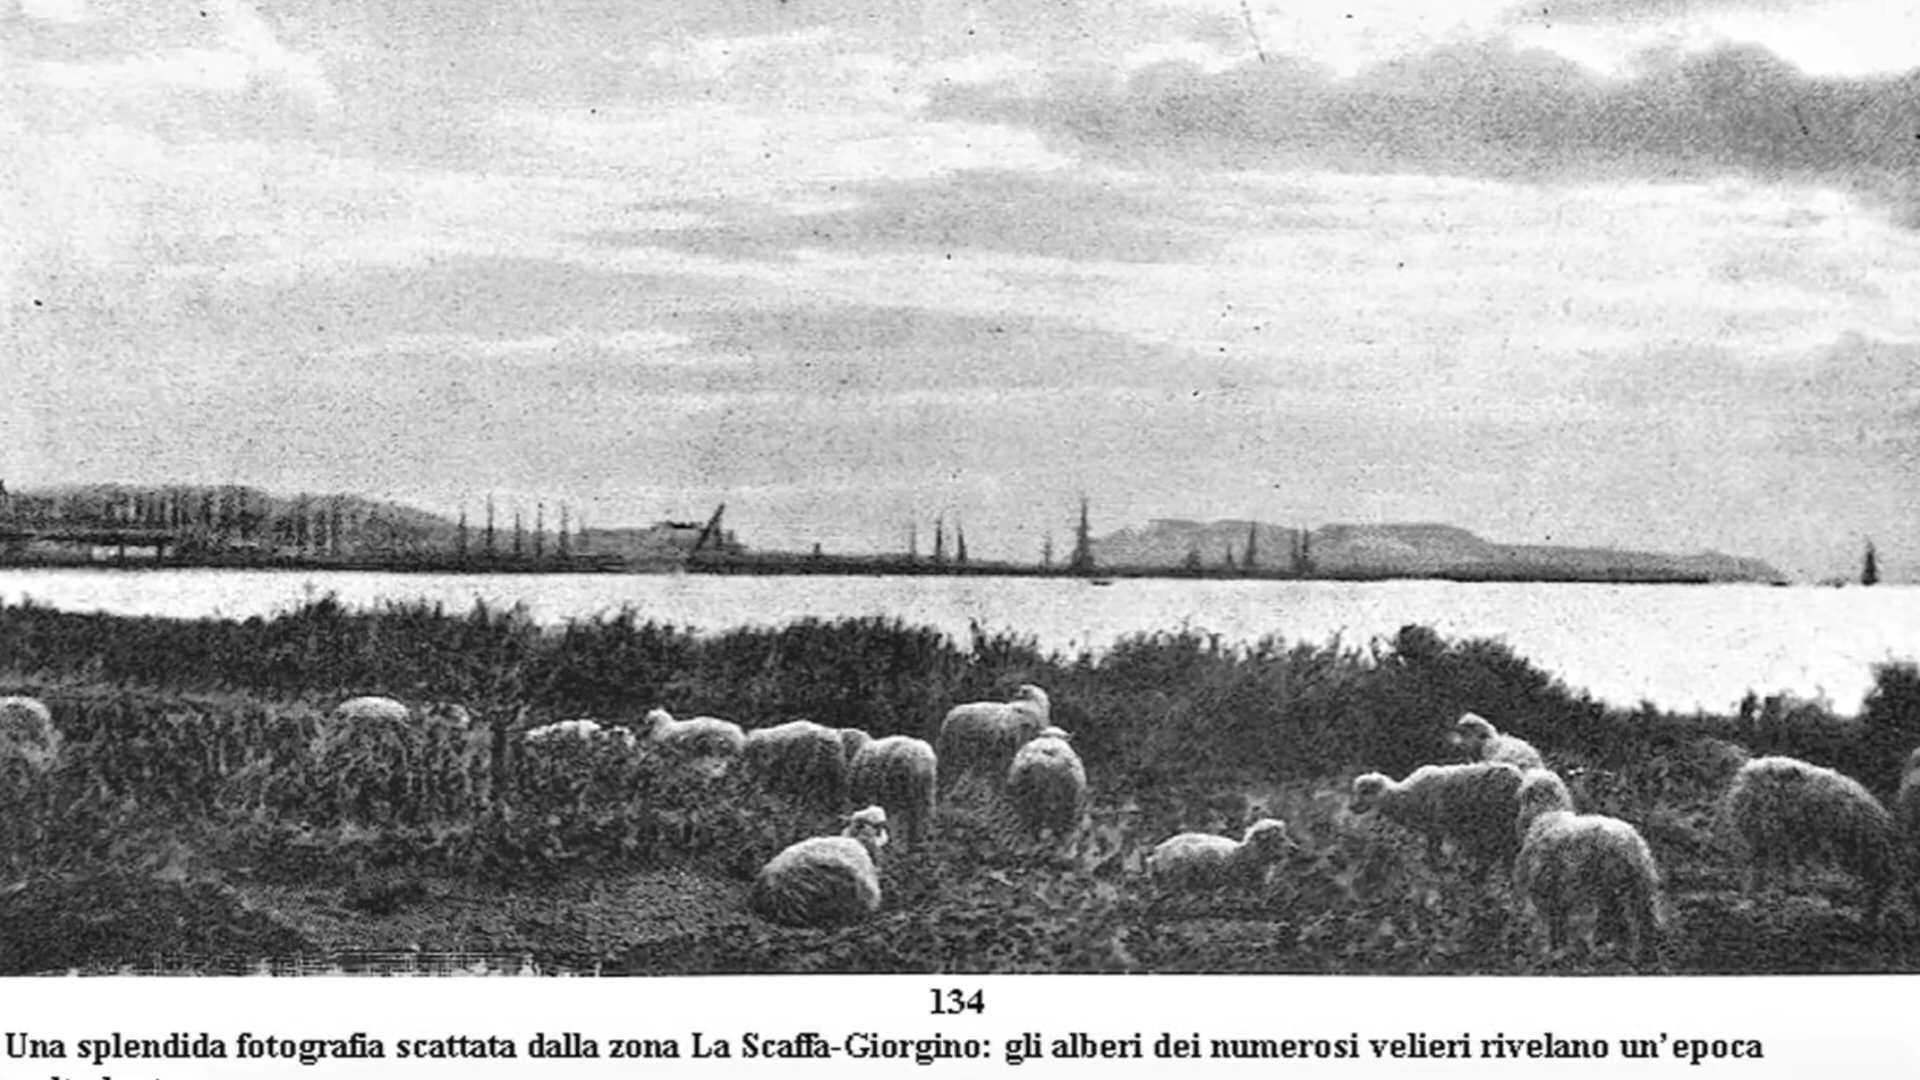 134
Una splendida fotografia scattata dalla zona La Scaffa-Giorgino: gli alberi dei numerosi velieri rivelano un'epoca